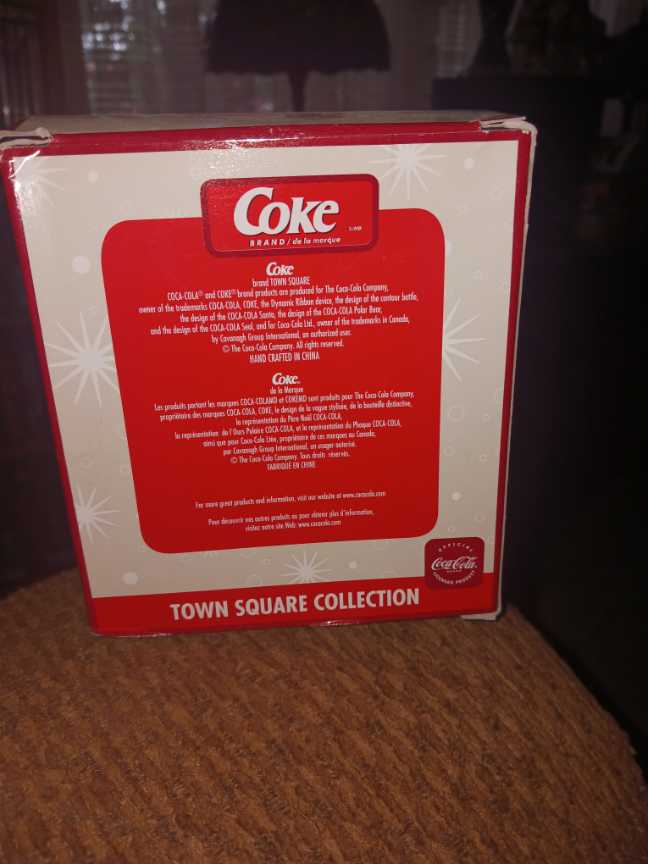 Coke
BRAND / de la marque
Coke
brand TOWN SQUARE
COCA-COLA® and COKE® brand products are produced for The Coca-Cola Company,
owner of the trademarks COCA-COLA, COKE, the Dynamic Ribbon device, the design of the contour bottle,
the design of the COCA-COLA Santa, the design of the COCA-COLA Polar Bear,
and the design of the COCA-COLA Seal, and for Coca-Cola Ltd., owner of the trademarks in Canada,
by Cavanagh Group International, an authorized user.
© The Coca-Cola Company. All rights reserved.
HAND CRAFTED IN CHINA
Coke
de la Marque
Les produits portant les marques COCA-COLAMD et COKEMD sont produits pour The Coca-Cola Company,
propriétaire des marques COCA-COLA, COKE, le design de la vague stylisée, de la bouteille distinctive,
la représentation du Père Noël COCA-COLA,
la représentation de l'Ours Polaire COCA-COLA, et la représentation du Phoque COCA-COLA,
ainsi que pour Coca-Cola Ltée, propriétaire de ces marques au Canada,
par Cavanagh Group International, un usager autorisé.
© The Coca-Cola Company. Tous droits réservés.
FABRIQUÉ EN CHINE
For more great products and information, visit our website at www.cocacola.com
Pour découvrir nos autres produits ou pour obtenir plus d'information,
visitez notre site Web: www.cocacola.com
OFFICIAL
Coca-Cola
LICENSED PRODUCT
TOWN SQUARE COLLECTION